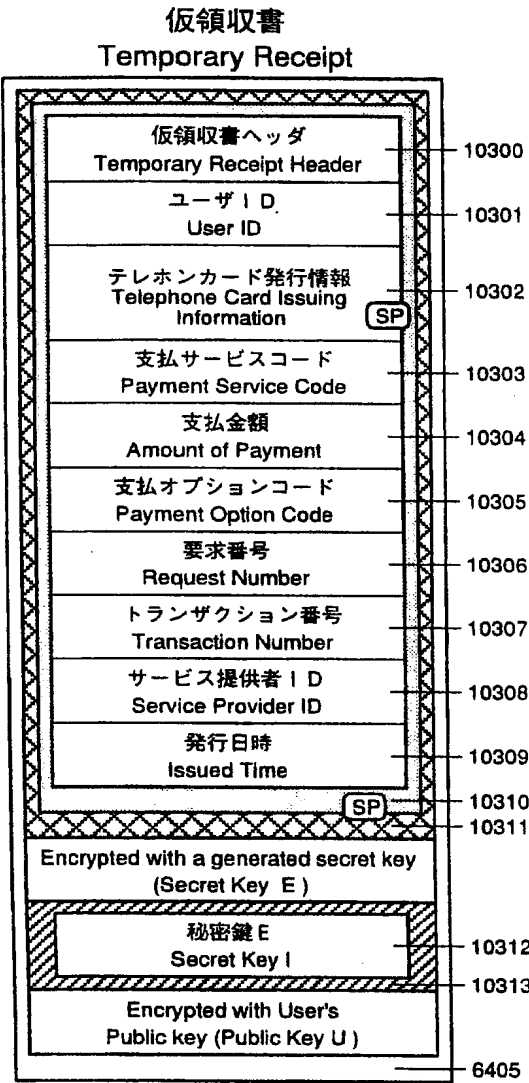 仮領収書
Temporary Receipt
仮領収書ヘッダ
Temporary Receipt Header
10300
ユーザID
User ID
10301
テレホンカード発行情報
Telephone Card Issuing
Information
10302
SP
支払サービスコード
Payment Service Code
10303
支払金額
Amount of Payment
10304
支払オプションコード
Payment Option Code
10305
要求番号
Request Number
10306
トランザクション番号
Transaction Number
10307
サービス提供者ID
Service Provider ID
10308
発行日時
Issued Time
10309
SP
10310
10311
Encrypted with a generated secret key
(Secret Key E )
秘密鍵E
Secret Key I
10312
10313
Encrypted with User's
Public key (Public Key U )
6405